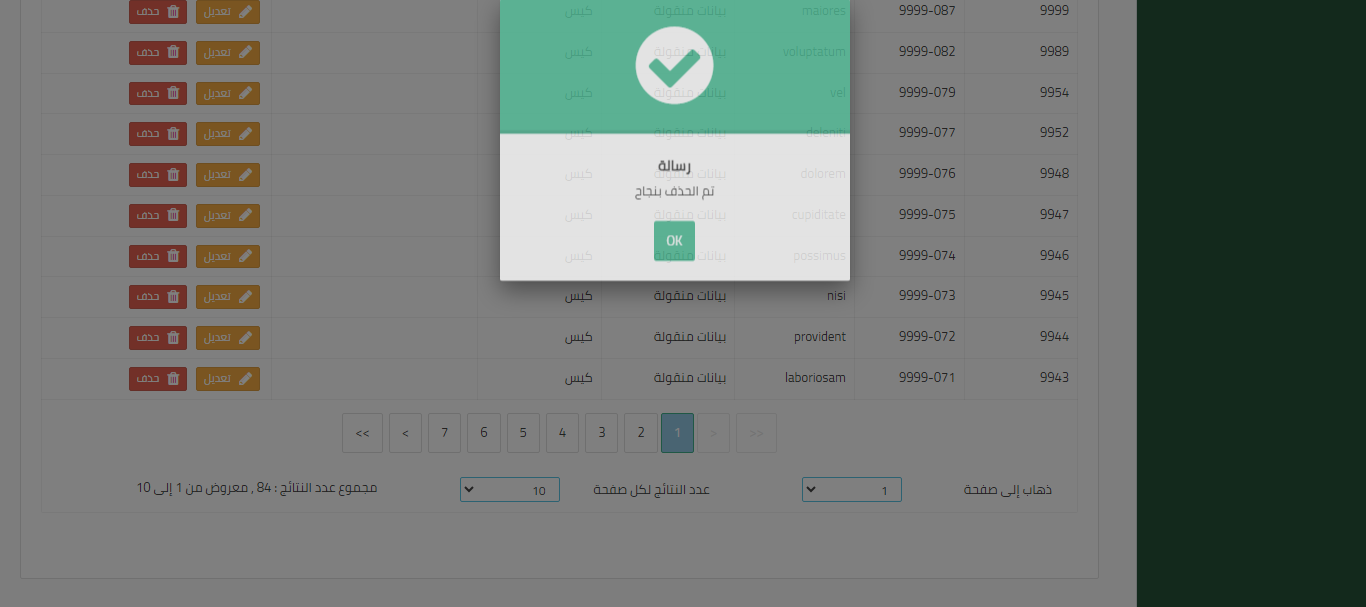 9999 9999-087 maiores بيانات منقولة كيس تعديل حذف
9989 9999-082 voluptatum بيانات منقولة كيس تعديل حذف
9954 9999-079 vel بيانات منقولة كيس تعديل حذف
9952 9999-077 deleniti بيانات منقولة كيس تعديل حذف
9948 9999-076 dolorem بيانات منقولة كيس تعديل حذف
9947 9999-075 cupiditate بيانات منقولة كيس تعديل حذف
9946 9999-074 possimus بيانات منقولة كيس تعديل حذف
9945 9999-073 nisi بيانات منقولة كيس تعديل حذف
9944 9999-072 provident بيانات منقولة كيس تعديل حذف
9943 9999-071 laboriosam بيانات منقولة كيس تعديل حذف
رسالة
تم الحذف بنجاح
OK
<< < 7 6 5 4 3 2 1 > >>
ذهاب إلى صفحة 1 عدد النتائج لكل صفحة 10 مجموع عدد النتائج : 84 , معروض من 1 إلى 10